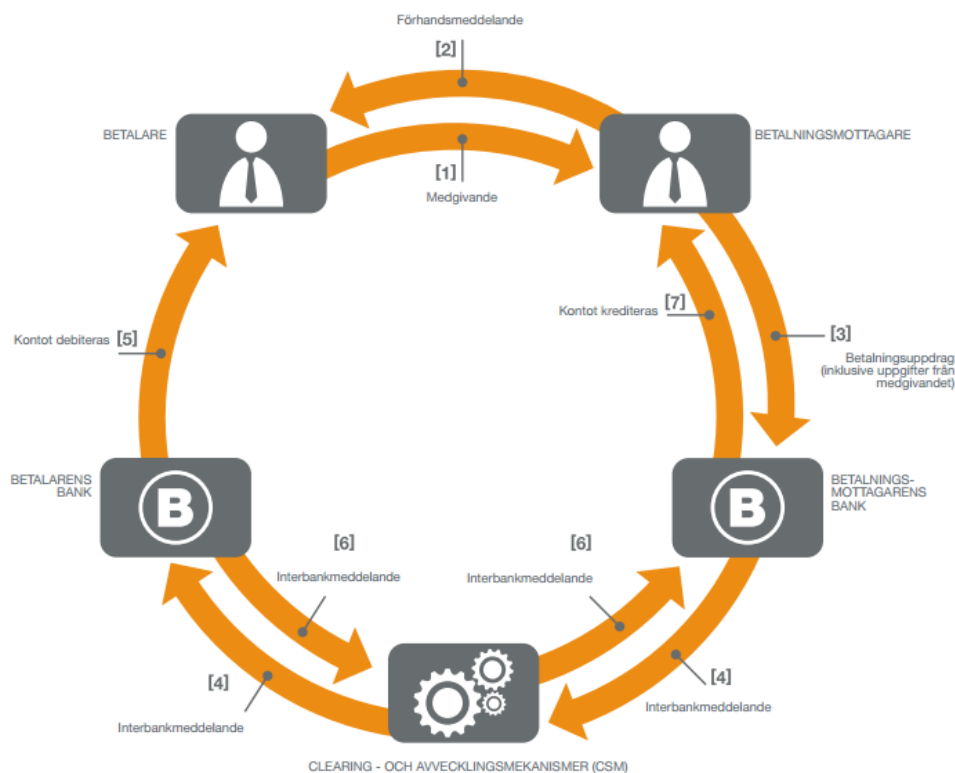 Förhandsmeddelande
[2]
BETALARE
BETALNINGSMOTTAGARE
[1]
Medgivande
Kontot debiteras [5]
Kontot krediteras [7]
[3]
Betalningsuppdrag
(inklusive uppgifter från
medgivandet)
BETALARENS
BANK
B
B
BETALNINGS-
MOTTAGARENS
BANK
[6]
Interbankmeddelande
[6]
Interbankmeddelande
[4]
Interbankmeddelande
[4]
Interbankmeddelande
CLEARING - OCH AVVECKLINGSMEKANISMER (CSM)